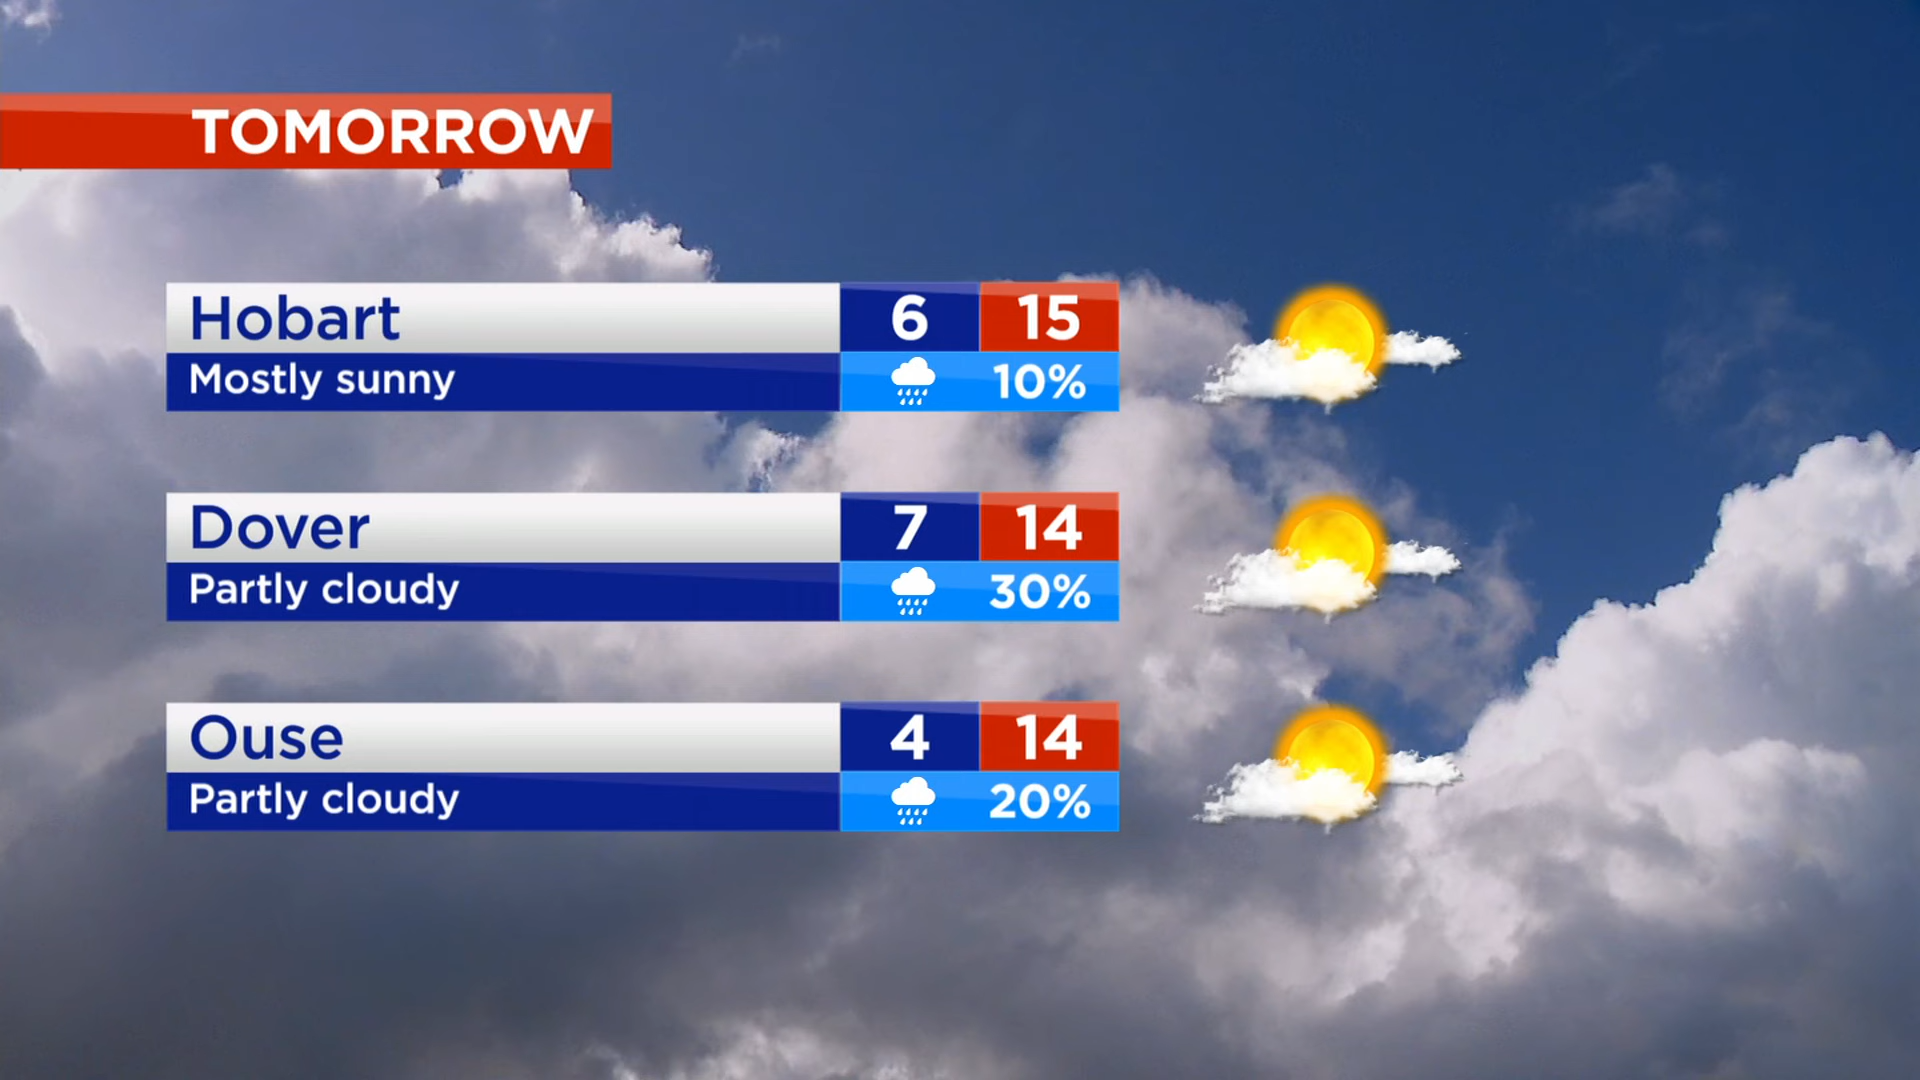 TOMORROW
Hobart 6 15
Mostly sunny 10%
Dover 7 14
Partly cloudy 30%
Ouse 4 14
Partly cloudy 20%